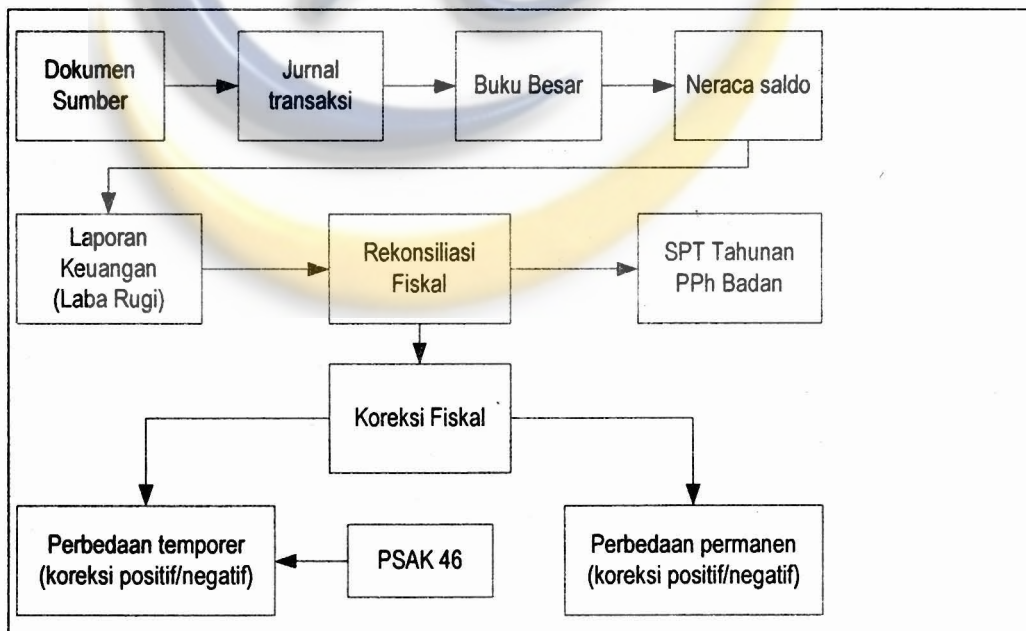 Dokumen
Sumber
Jurnal
transaksi
Buku Besar
Neraca saldo
Laporan
Keuangan
(Laba Rugi)
Rekonsiliasi
Fiskal
SPT Tahunan
PPh Badan
Koreksi Fiskal
Perbedaan temporer
(koreksi positif/negatif)
PSAK 46
Perbedaan permanen
(koreksi positif/negatif)